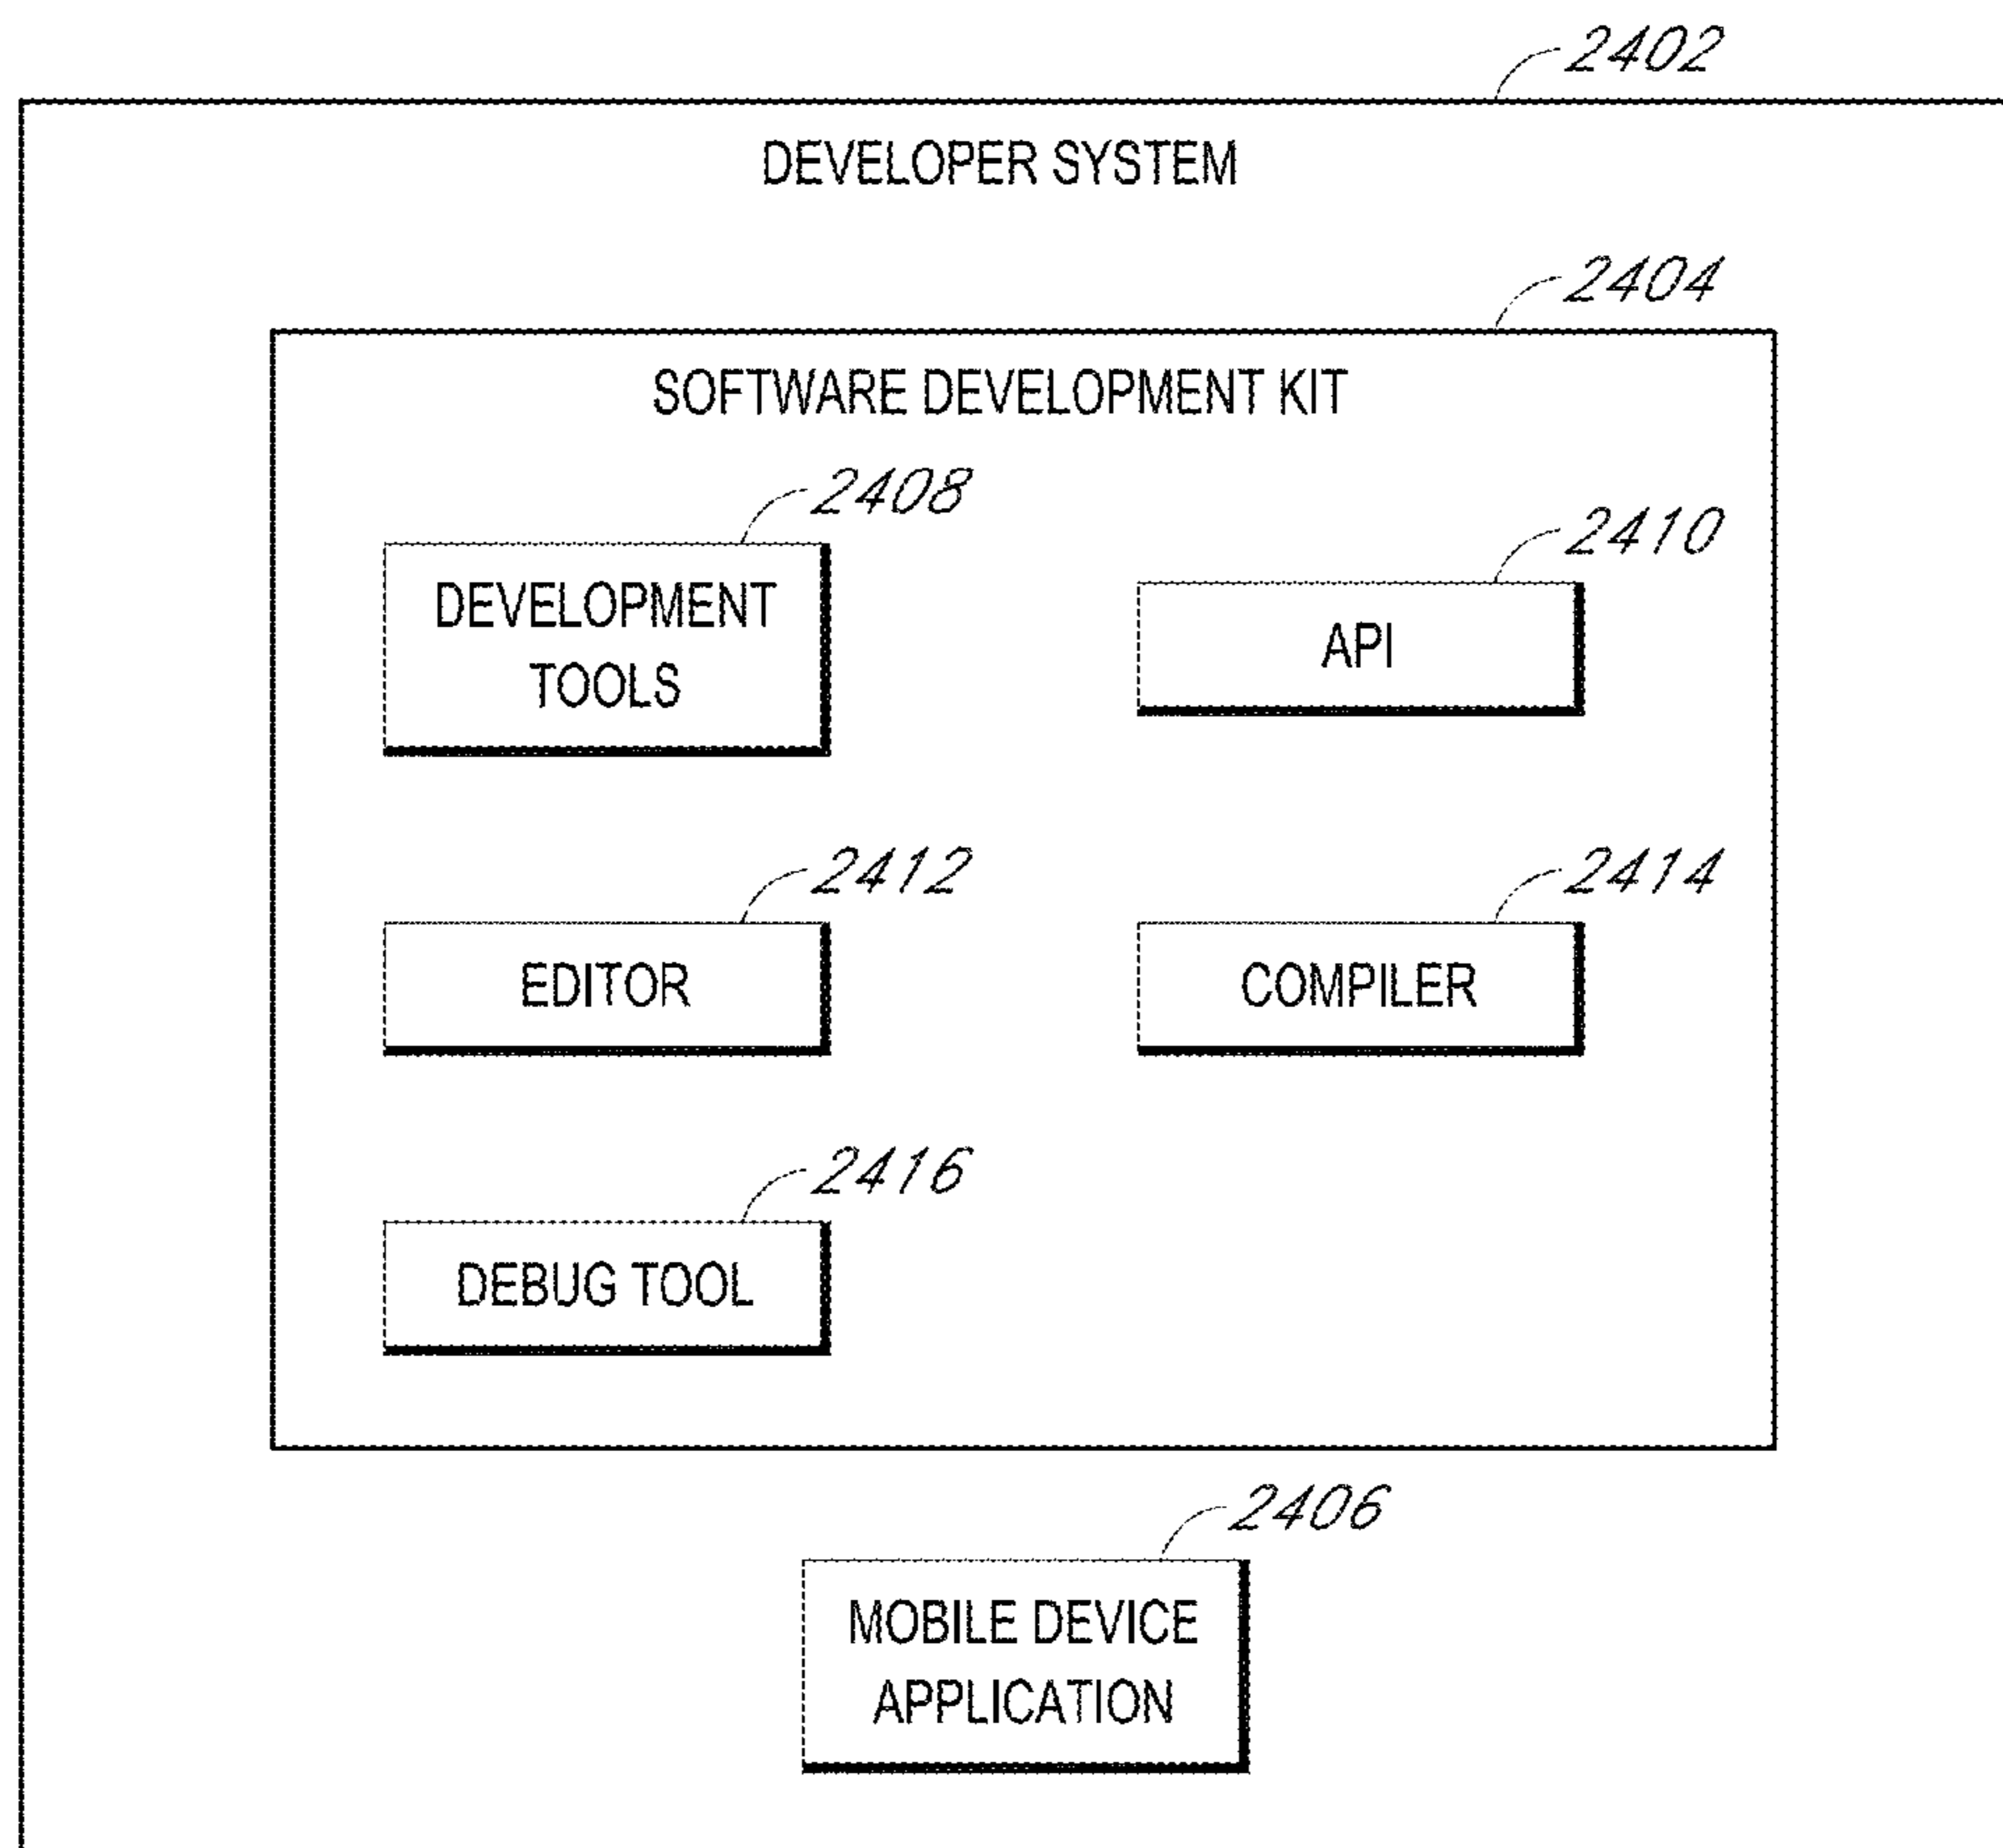 2402
DEVELOPER SYSTEM
2404
SOFTWARE DEVELOPMENT KIT
2408
2410
DEVELOPMENT
TOOLS
API
2412
2414
EDITOR
COMPILER
2416
DEBUG TOOL
2406
MOBILE DEVICE
APPLICATION